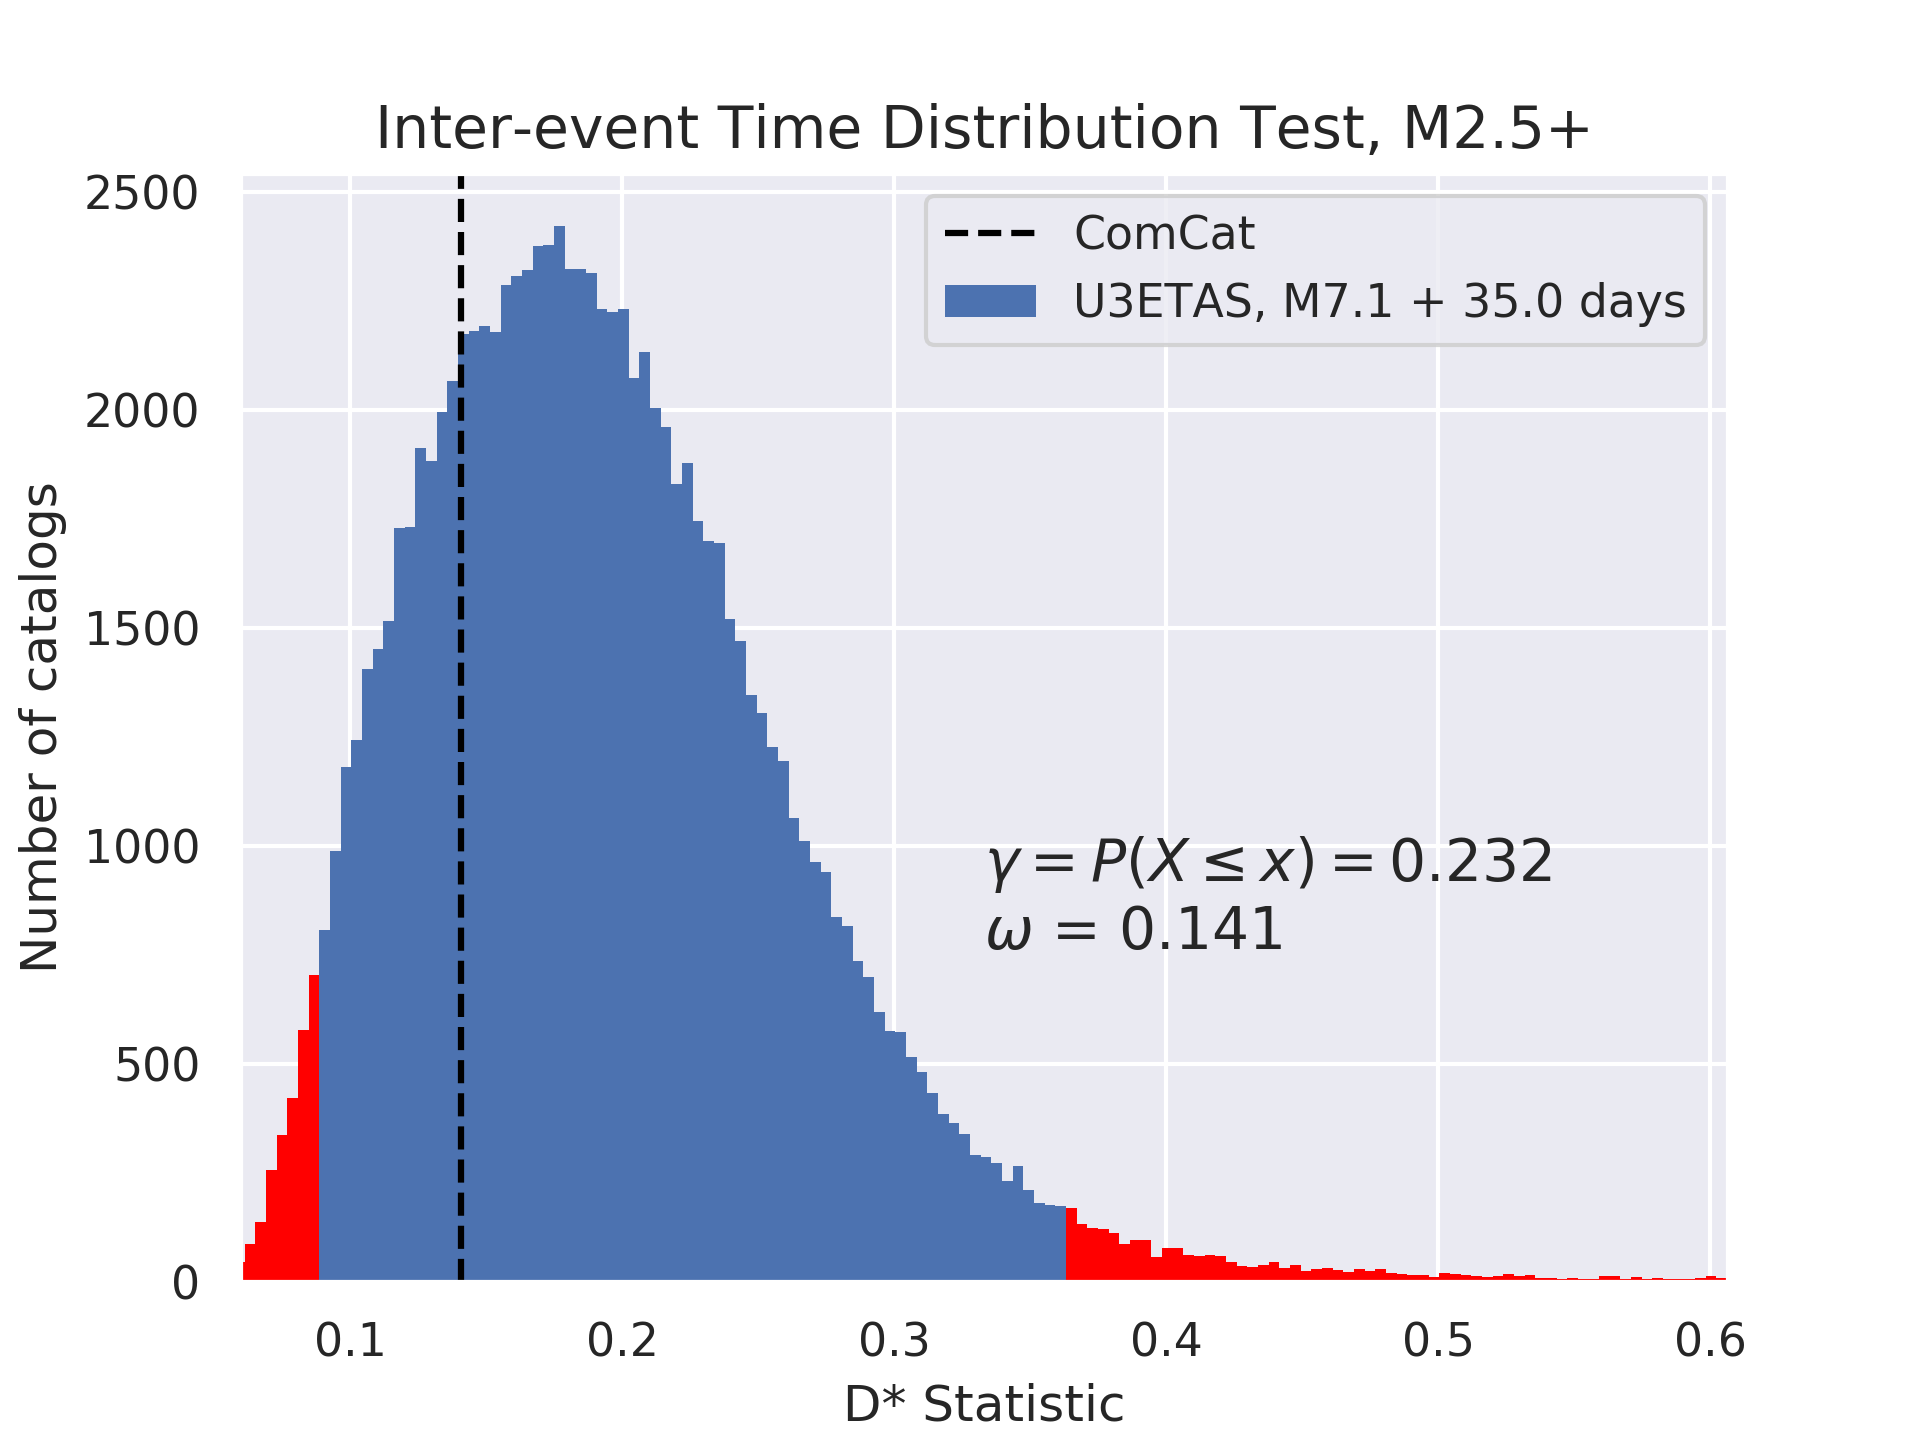 Inter-event Time Distribution Test, M2.5+
2500
2000
1500
1000
500
0
Number of catalogs
ComCat
U3ETAS, M7.1 + 35.0 days
γ = P(X ≤ x) = 0.232
ω = 0.141
0.1 0.2 0.3 0.4 0.5 0.6
D* Statistic